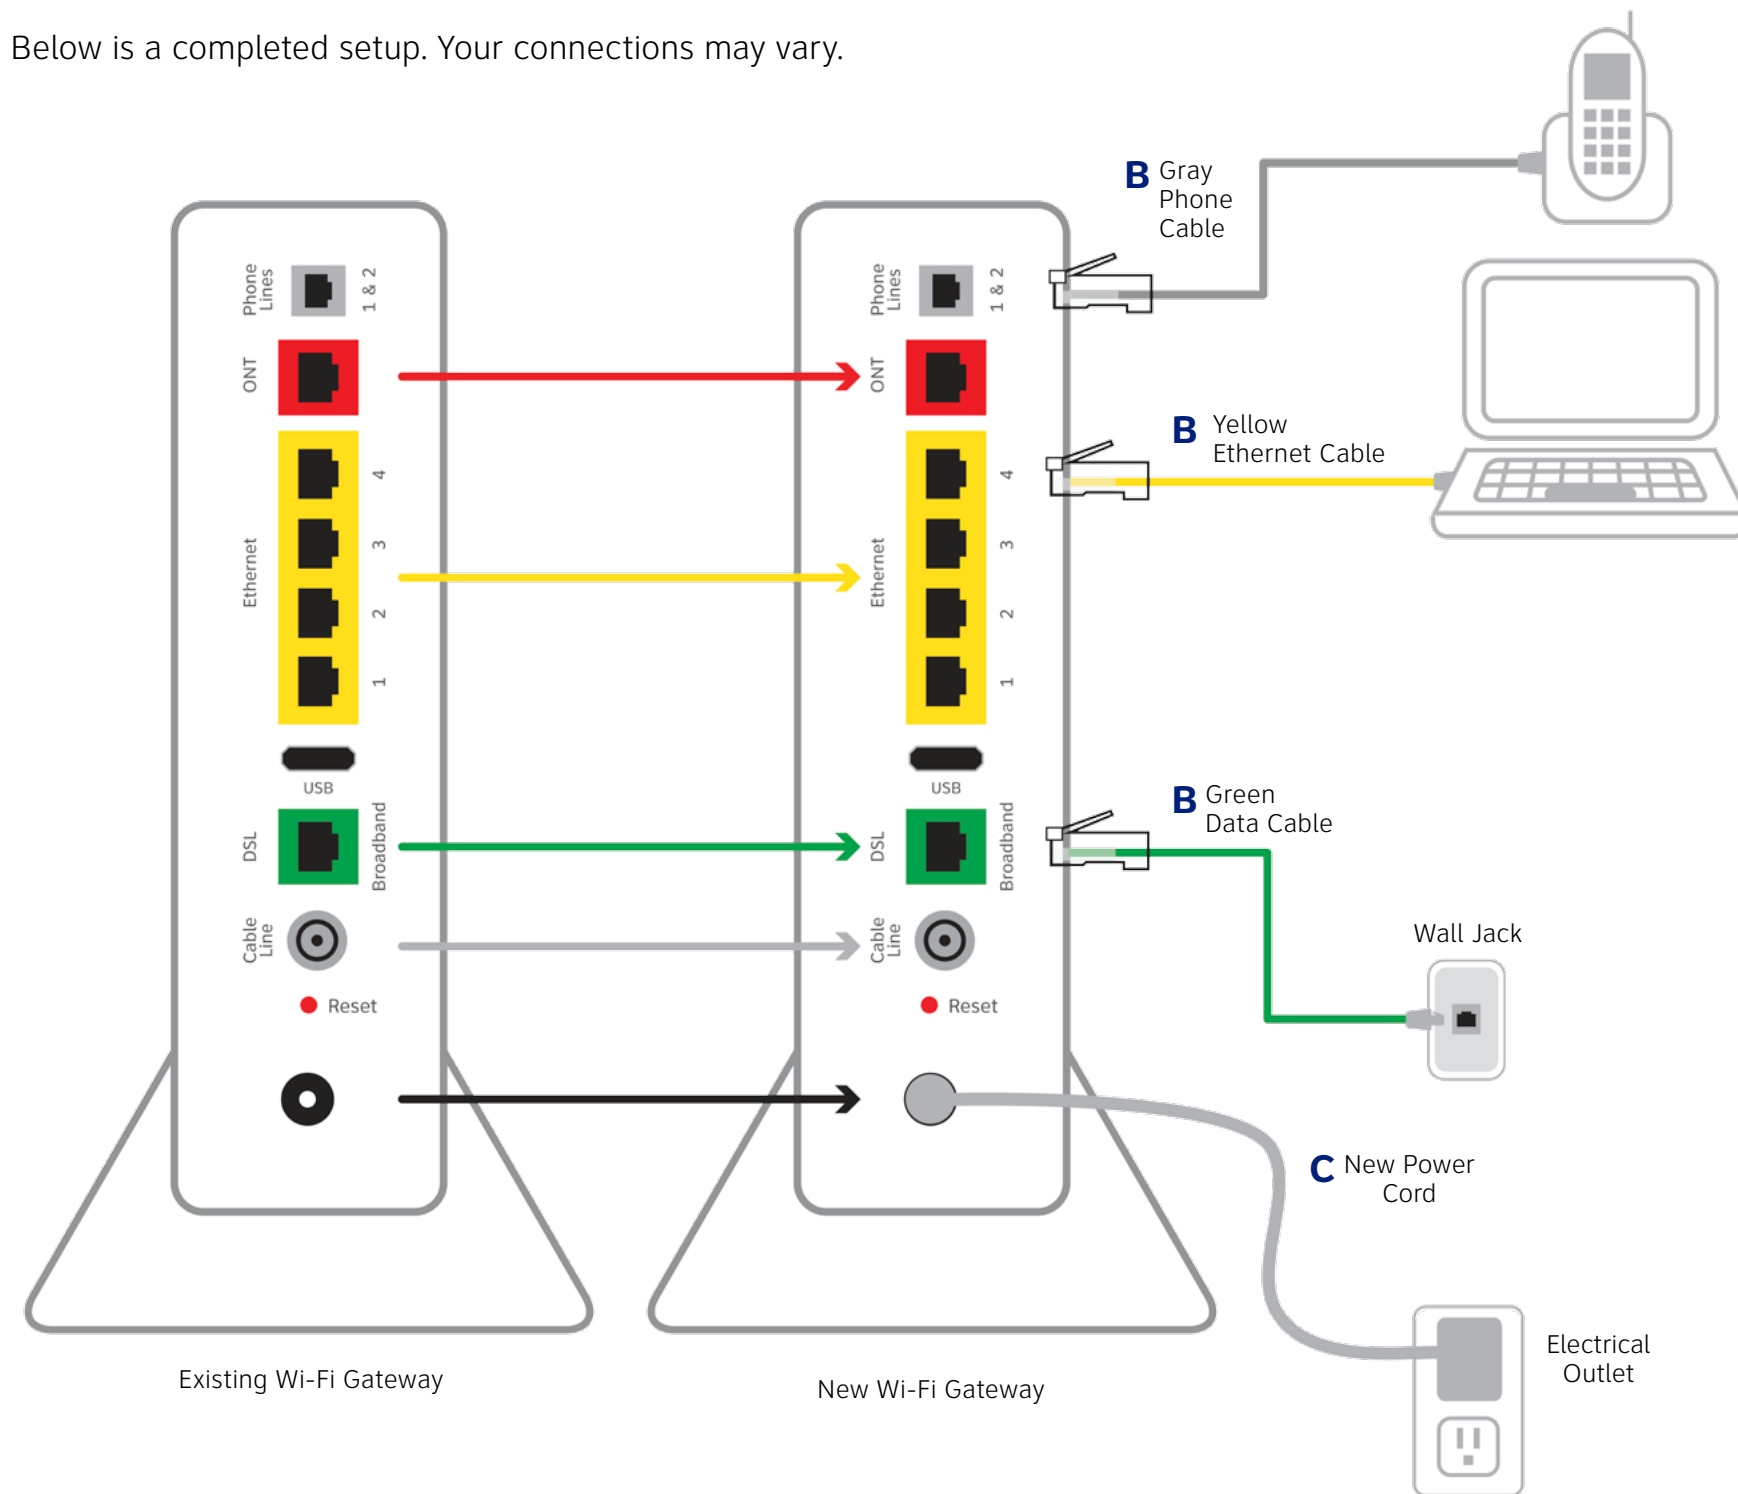 Below is a completed setup. Your connections may vary.
B Gray
Phone
Cable
Phone
Lines
1 & 2
ONT
Ethernet
4
3
2
1
USB
DSL
Broadband
Cable
Line
Reset
Existing Wi-Fi Gateway
Phone
Lines
1 & 2
ONT
Ethernet
4
3
2
1
USB
DSL
Broadband
Cable
Line
Reset
New Wi-Fi Gateway
B Yellow
Ethernet Cable
B Green
Data Cable
Wall Jack
C New Power
Cord
Electrical
Outlet